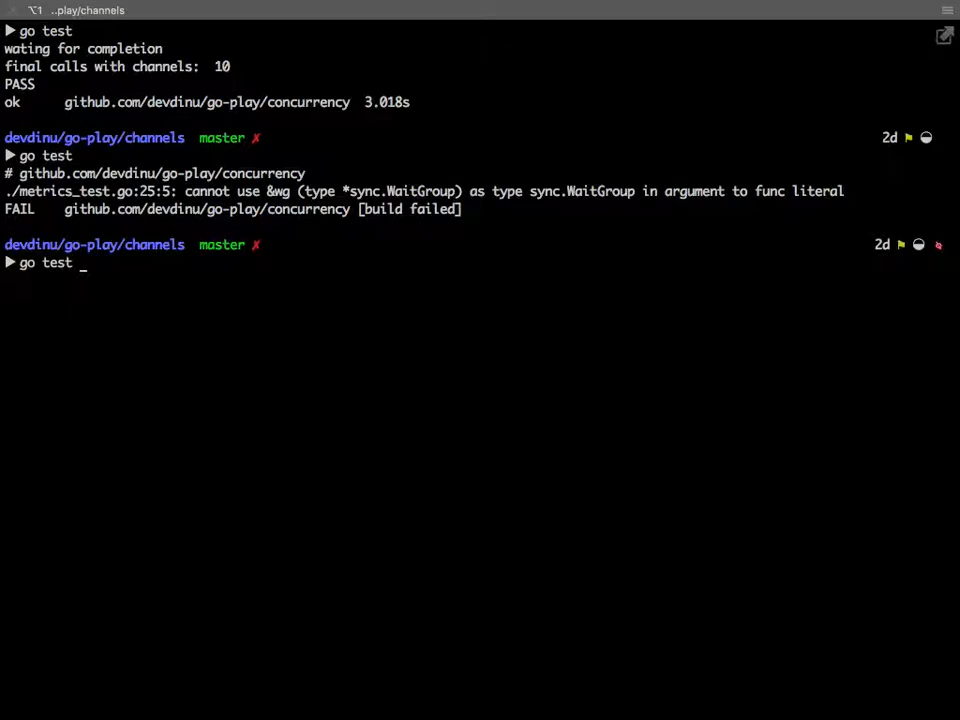 ⌥1 ..play/channels
▶ go test
wating for completion
final calls with channels:  10
PASS
ok      github.com/devdinu/go-play/concurrency  3.018s
devdinu/go-play/channels  master ✗ 2d
▶ go test
# github.com/devdinu/go-play/concurrency
./metrics_test.go:25:5: cannot use &wg (type *sync.WaitGroup) as type sync.WaitGroup in argument to func literal
FAIL    github.com/devdinu/go-play/concurrency [build failed]
devdinu/go-play/channels  master ✗ 2d
▶ go test _